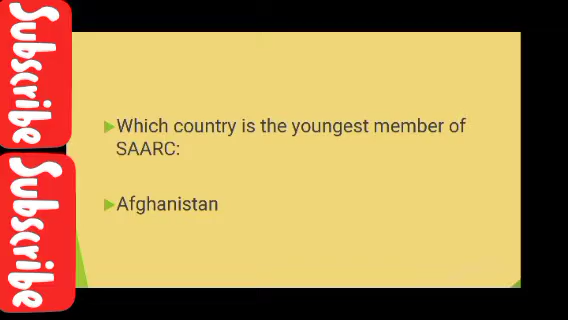 Subscribe
Subscribe
Which country is the youngest member of
SAARC:
Afghanistan